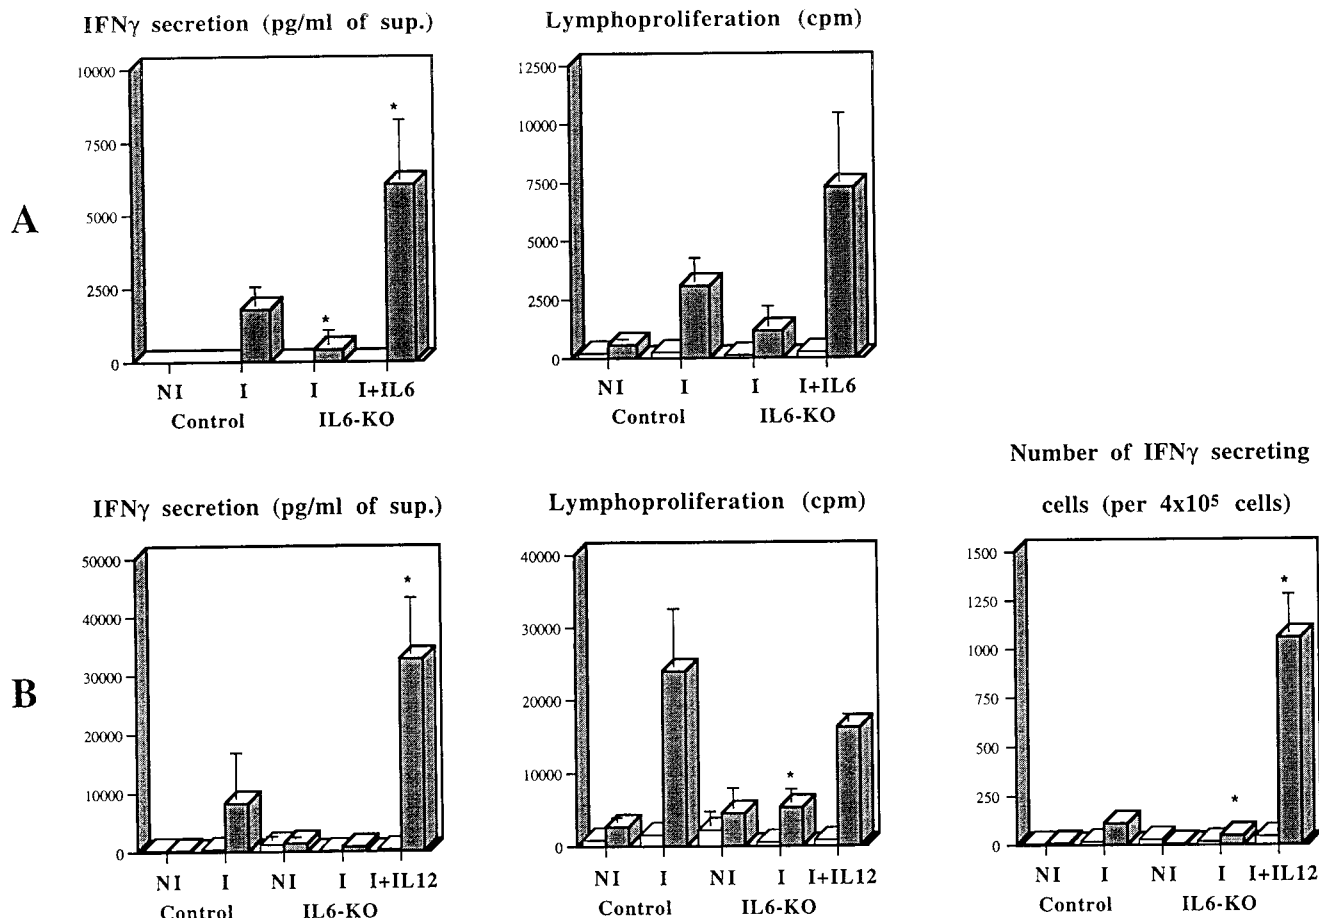 IFNγ secretion (pg/ml of sup.)
Lymphoproliferation (cpm)
A
10000
7500
5000
2500
0
*
*
NI I I I+IL6
Control IL6-KO
12500
10000
7500
5000
2500
0
NI I I I+IL6
Control IL6-KO
B
IFNγ secretion (pg/ml of sup.)
Lymphoproliferation (cpm)
Number of IFNγ secreting
cells (per 4x10⁵ cells)
50000
40000
30000
20000
10000
0
*
NI I NI I I+IL12
Control IL6-KO
40000
30000
20000
10000
0
*
NI I NI I I+IL12
Control IL6-KO
1500
1250
1000
750
500
250
0
*
*
NI I NI I I+IL12
Control IL6-KO